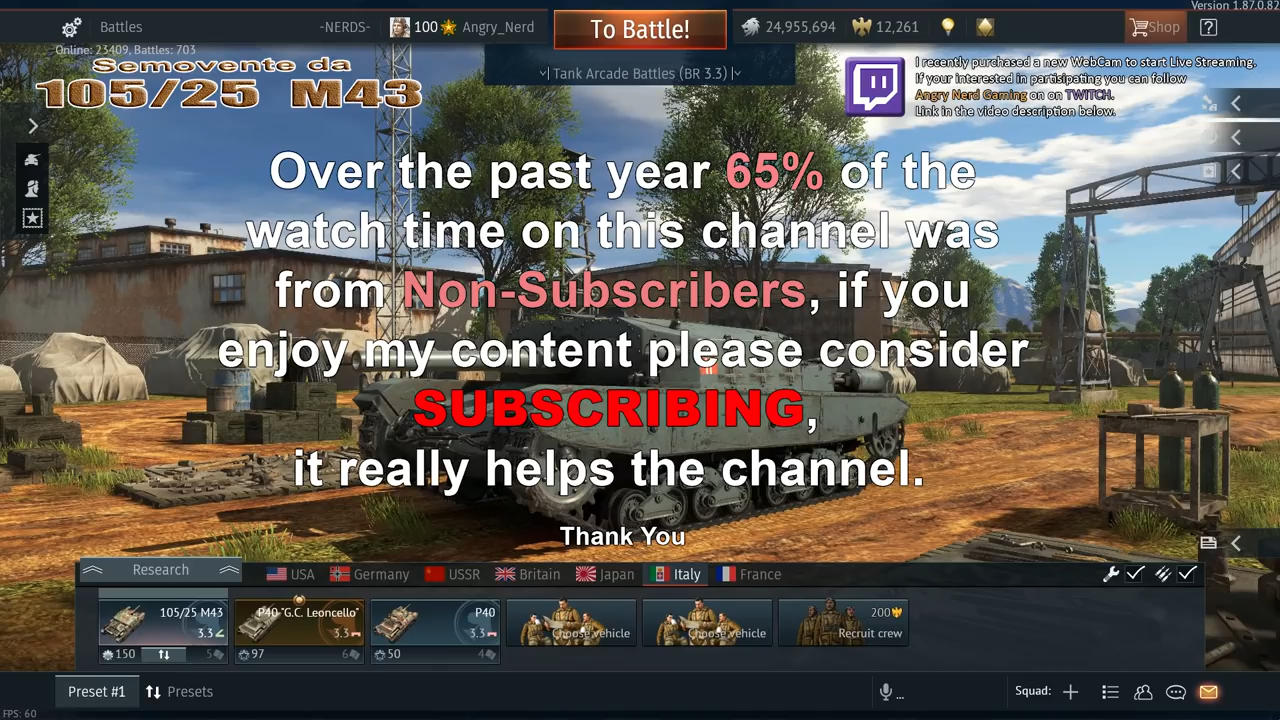 Version 1.87.0.82
Battles
-NERDS-
100
Angry_Nerd
To Battle!
24,955,694
12,261
Shop
?
Online: 23409, Battles: 703
Tank Arcade Battles (BR 3.3)
Semovente da
105/25 M43
I recently purchased a new WebCam to start Live Streaming.
If your interested in partisipating you can follow
Angry Nerd Gaming on on TWITCH.
Link in the video description below.
Over the past year 65% of the
watch time on this channel was
from Non-Subscribers, if you
enjoy my content please consider
SUBSCRIBING,
it really helps the channel.
Thank You
Research
USA
Germany
USSR
Britain
Japan
Italy
France
105/25 M43
3.3
150
5
P40 "G.C. Leoncello"
3.3
97
6
P40
3.3
50
4
Choose vehicle
Choose vehicle
200
Recruit crew
Preset #1
Presets
...
Squad:
FPS: 60